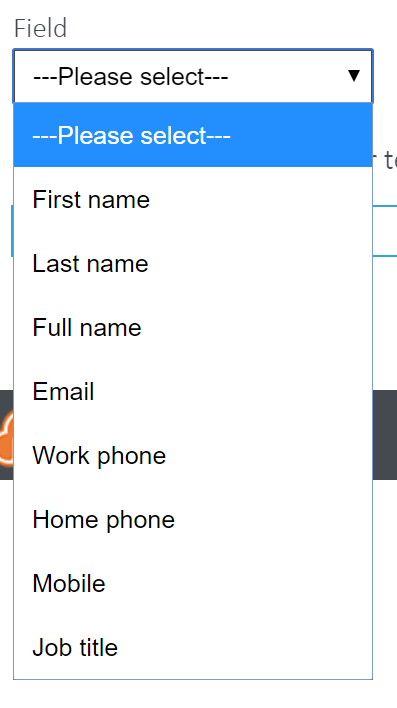 Field
---Please select---
---Please select---
First name
Last name
Full name
Email
Work phone
Home phone
Mobile
Job title